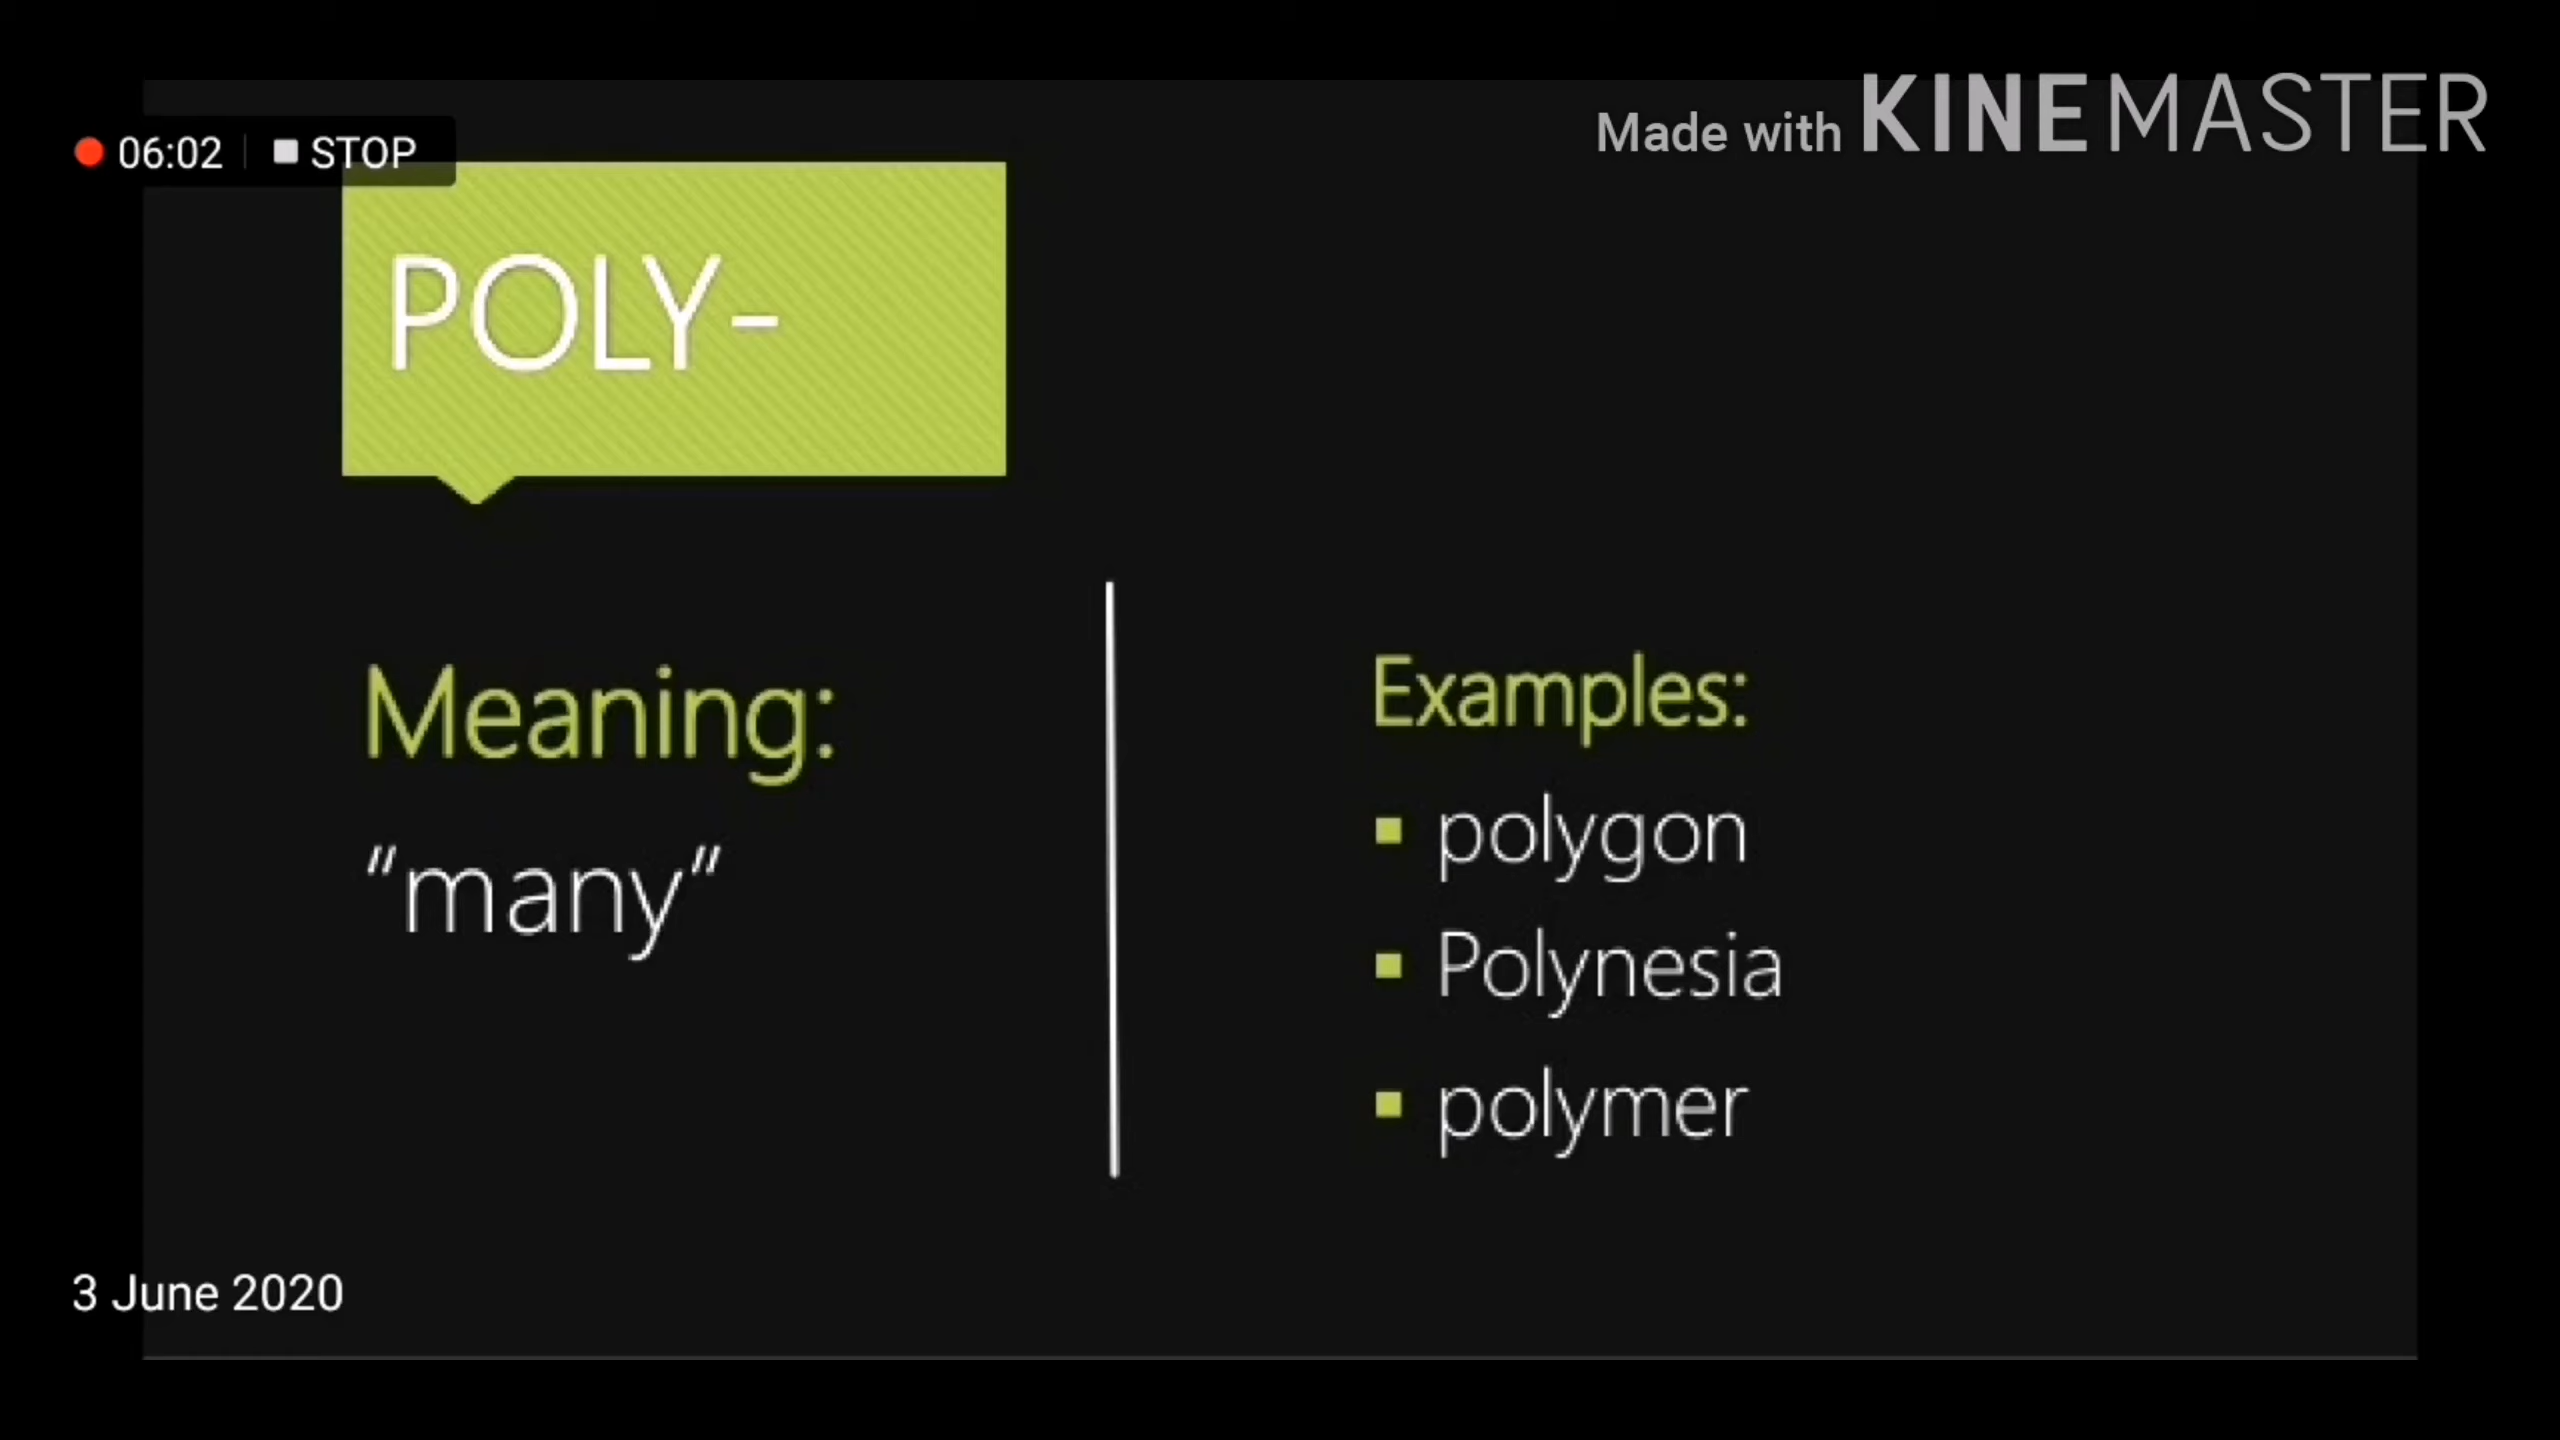 06:02 STOP
Made with KINEMASTER
POLY-
Meaning:
"many"
Examples:
▪ polygon
▪ Polynesia
▪ polymer
3 June 2020